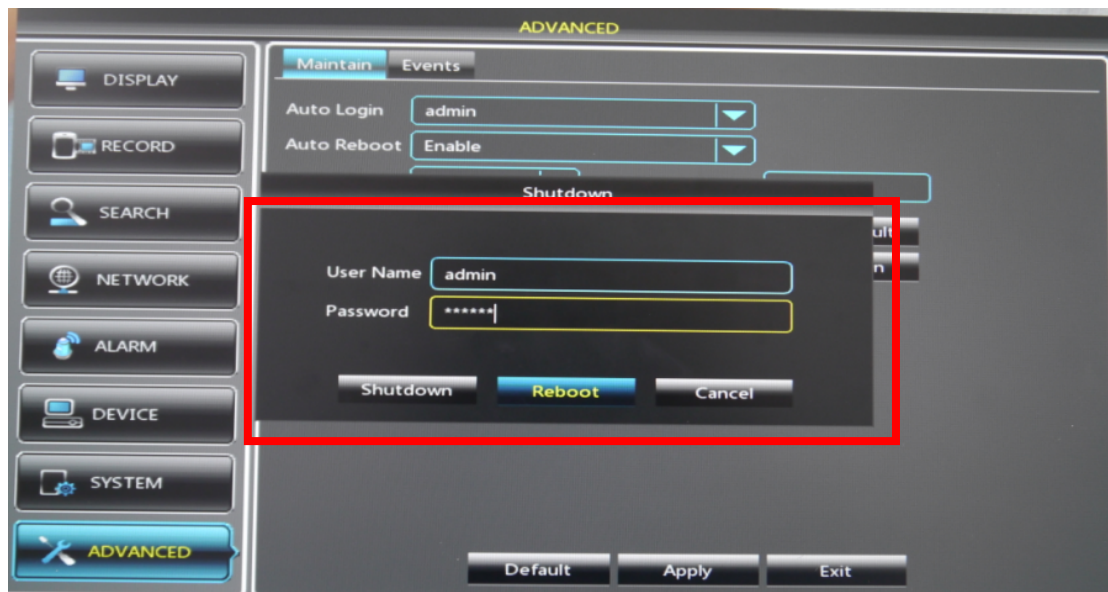 ADVANCED
DISPLAY
RECORD
SEARCH
NETWORK
ALARM
DEVICE
SYSTEM
ADVANCED
Maintain Events
Auto Login admin
Auto Reboot Enable
Shutdown
User Name admin
Password ******
Shutdown Reboot Cancel
Default Apply Exit